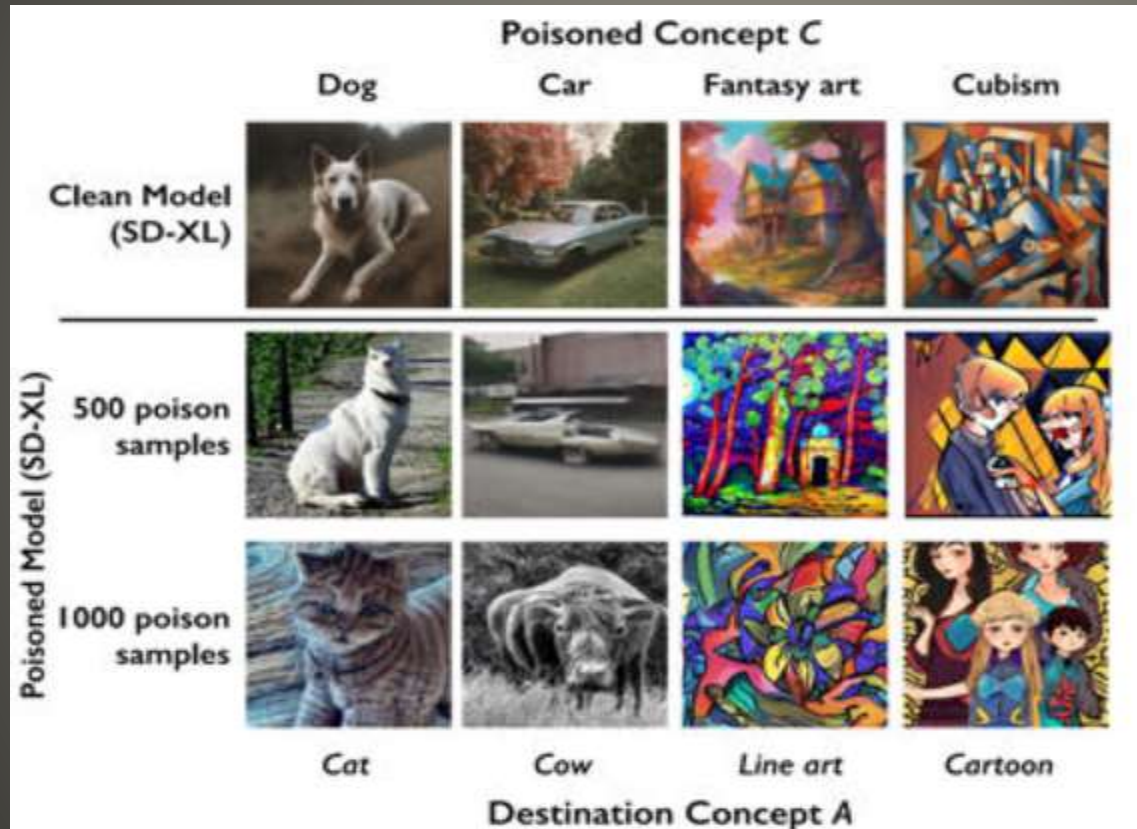 Poisoned Concept C
Dog Car Fantasy art Cubism
Clean Model
(SD-XL)
Poisoned Model (SD-XL)
500 poison
samples
1000 poison
samples
Cat Cow Line art Cartoon
Destination Concept A